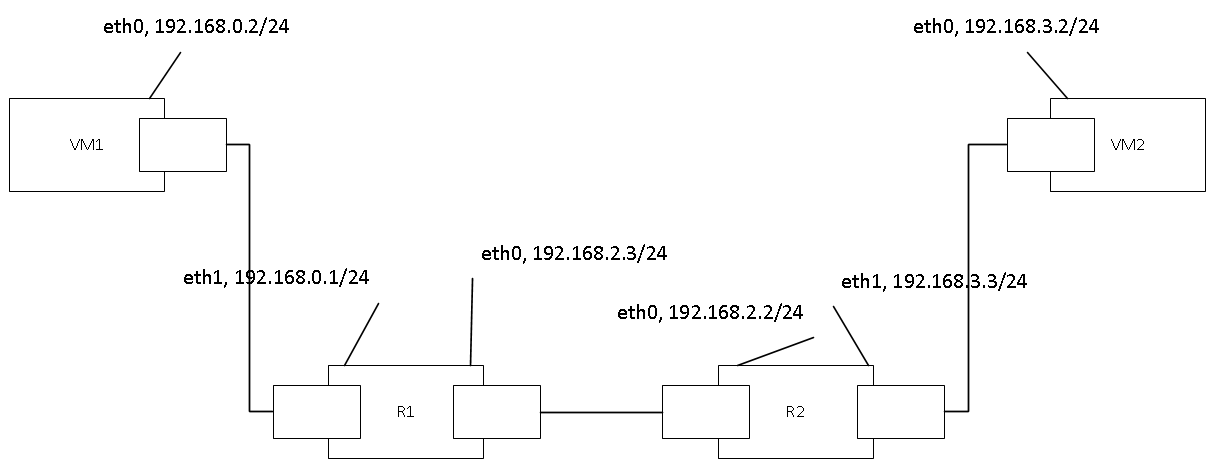 eth0, 192.168.0.2/24
eth0, 192.168.3.2/24
VM1
VM2
eth0, 192.168.2.3/24
eth1, 192.168.0.1/24
eth1, 192.168.3.3/24
eth0, 192.168.2.2/24
R1
R2